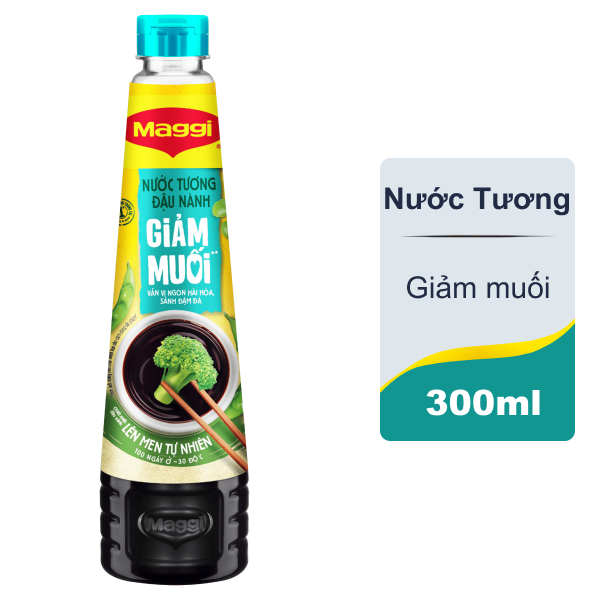 Maggi
NƯỚC TƯƠNG
ĐẬU NÀNH
GIẢM
MUỐI
VẪN VỊ NGON HÀI HÒA,
SÁNH ĐẬM ĐÀ
LÊN MEN TỰ NHIÊN
100 NGÀY Ở ~30 ĐỘ C
Maggi
Nước Tương
Giảm muối
300ml